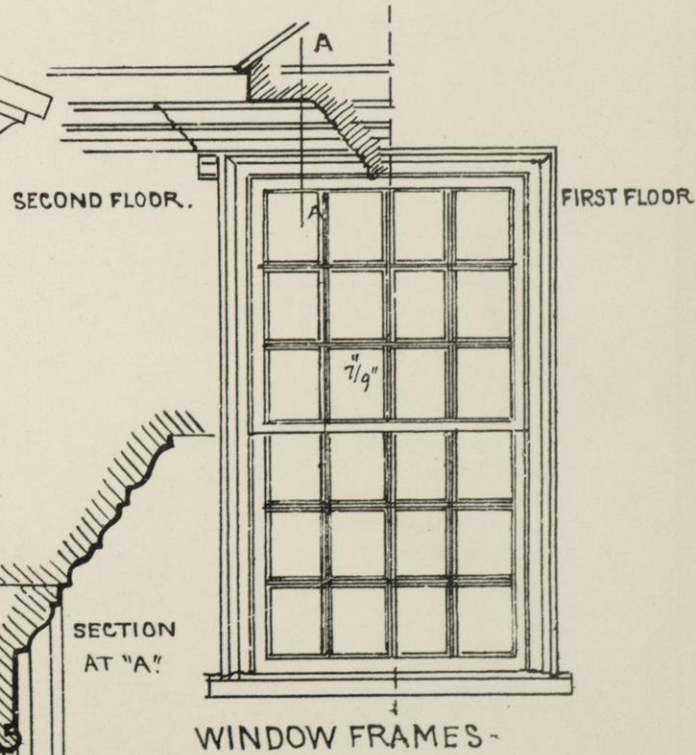 A
SECOND FLOOR.
FIRST FLOOR
A
7"/9"
SECTION
AT "A".
WINDOW FRAMES-